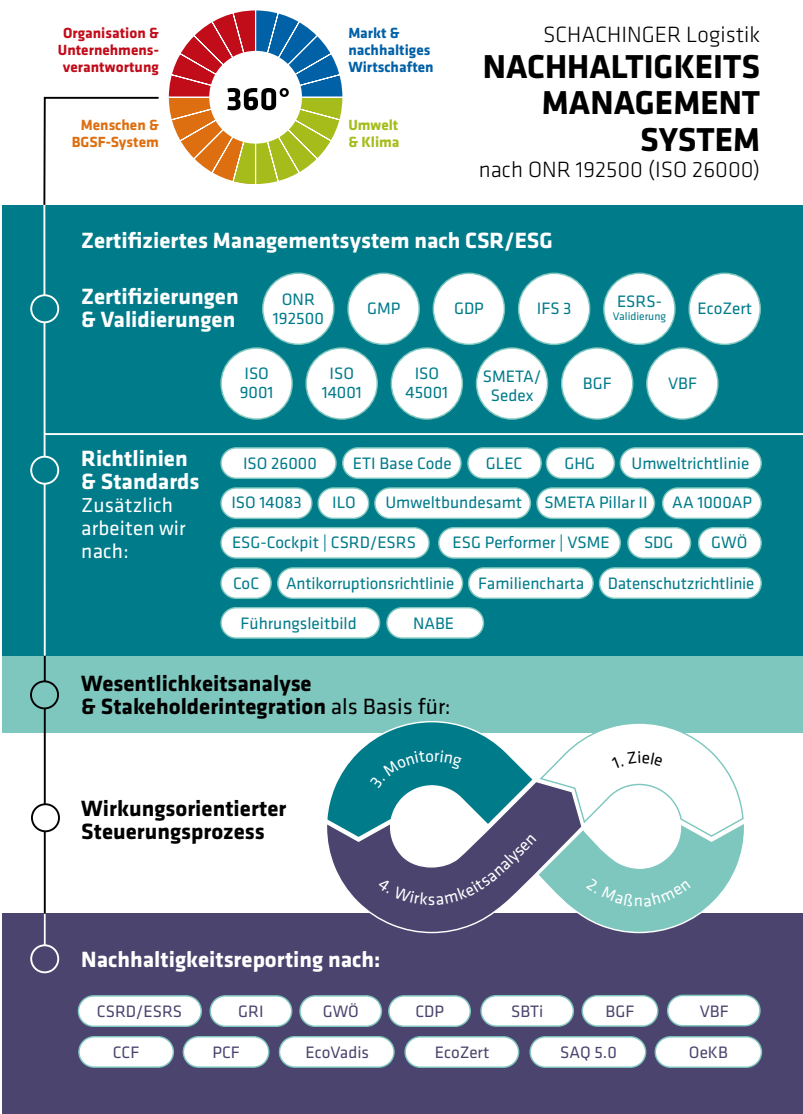 Organisation &
Unternehmens-
verantwortung
Markt &
nachhaltiges
Wirtschaften
360°
Menschen &
BGSF-System
Umwelt
& Klima
SCHACHINGER Logistik
NACHHALTIGKEITS
MANAGEMENT
SYSTEM
nach ONR 192500 (ISO 26000)
Zertifiziertes Managementsystem nach CSR/ESG
Zertifizierungen
& Validierungen
ONR
192500
GMP
GDP
IFS 3
ESRS-
Validierung
EcoZert
ISO
9001
ISO
14001
ISO
45001
SMETA/
Sedex
BGF
VBF
Richtlinien
& Standards
Zusätzlich
arbeiten wir
nach:
ISO 26000
ETI Base Code
GLEC
GHG
Umweltrichtlinie
ISO 14083
ILO
Umweltbundesamt
SMETA Pillar II
AA 1000AP
ESG-Cockpit | CSRD/ESRS
ESG Performer | VSME
SDG
GWÖ
CoC
Antikorruptionsrichtlinie
Familiencharta
Datenschutzrichtlinie
Führungsleitbild
NABE
Wesentlichkeitsanalyse
& Stakeholderintegration als Basis für:
Wirkungsorientierter
Steuerungsprozess
1. Ziele
2. Maßnahmen
3. Monitoring
4. Wirksamkeitsanalysen
Nachhaltigkeitsreporting nach:
CSRD/ESRS
GRI
GWÖ
CDP
SBTi
BGF
VBF
CCF
PCF
EcoVadis
EcoZert
SAQ 5.0
OeKB